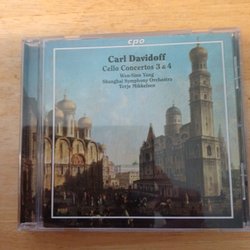 cpo
Carl Davidoff
Cello Concertos 3 & 4
Wen-Sinn Yang
Shanghai Symphony Orchestra
Terje Mikkelsen